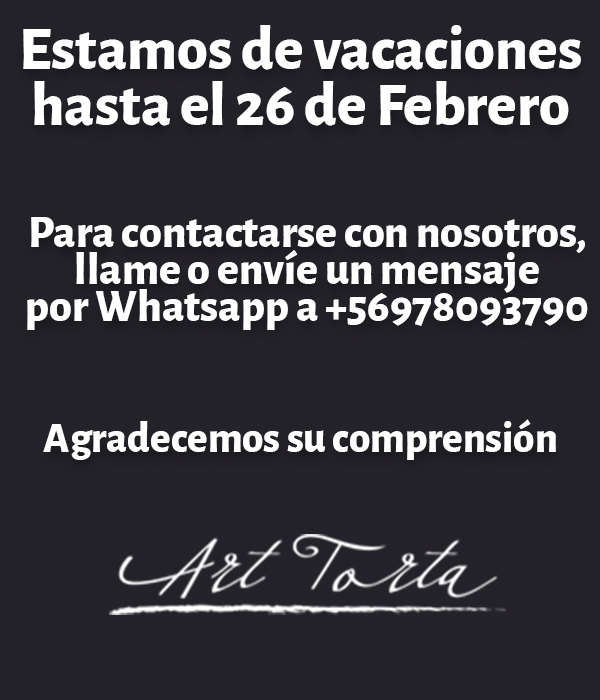 Estamos de vacaciones
hasta el 26 de Febrero
Para contactarse con nosotros,
llame o envíe un mensaje
por Whatsapp a +56978093790
Agradecemos su comprensión
Art Torta